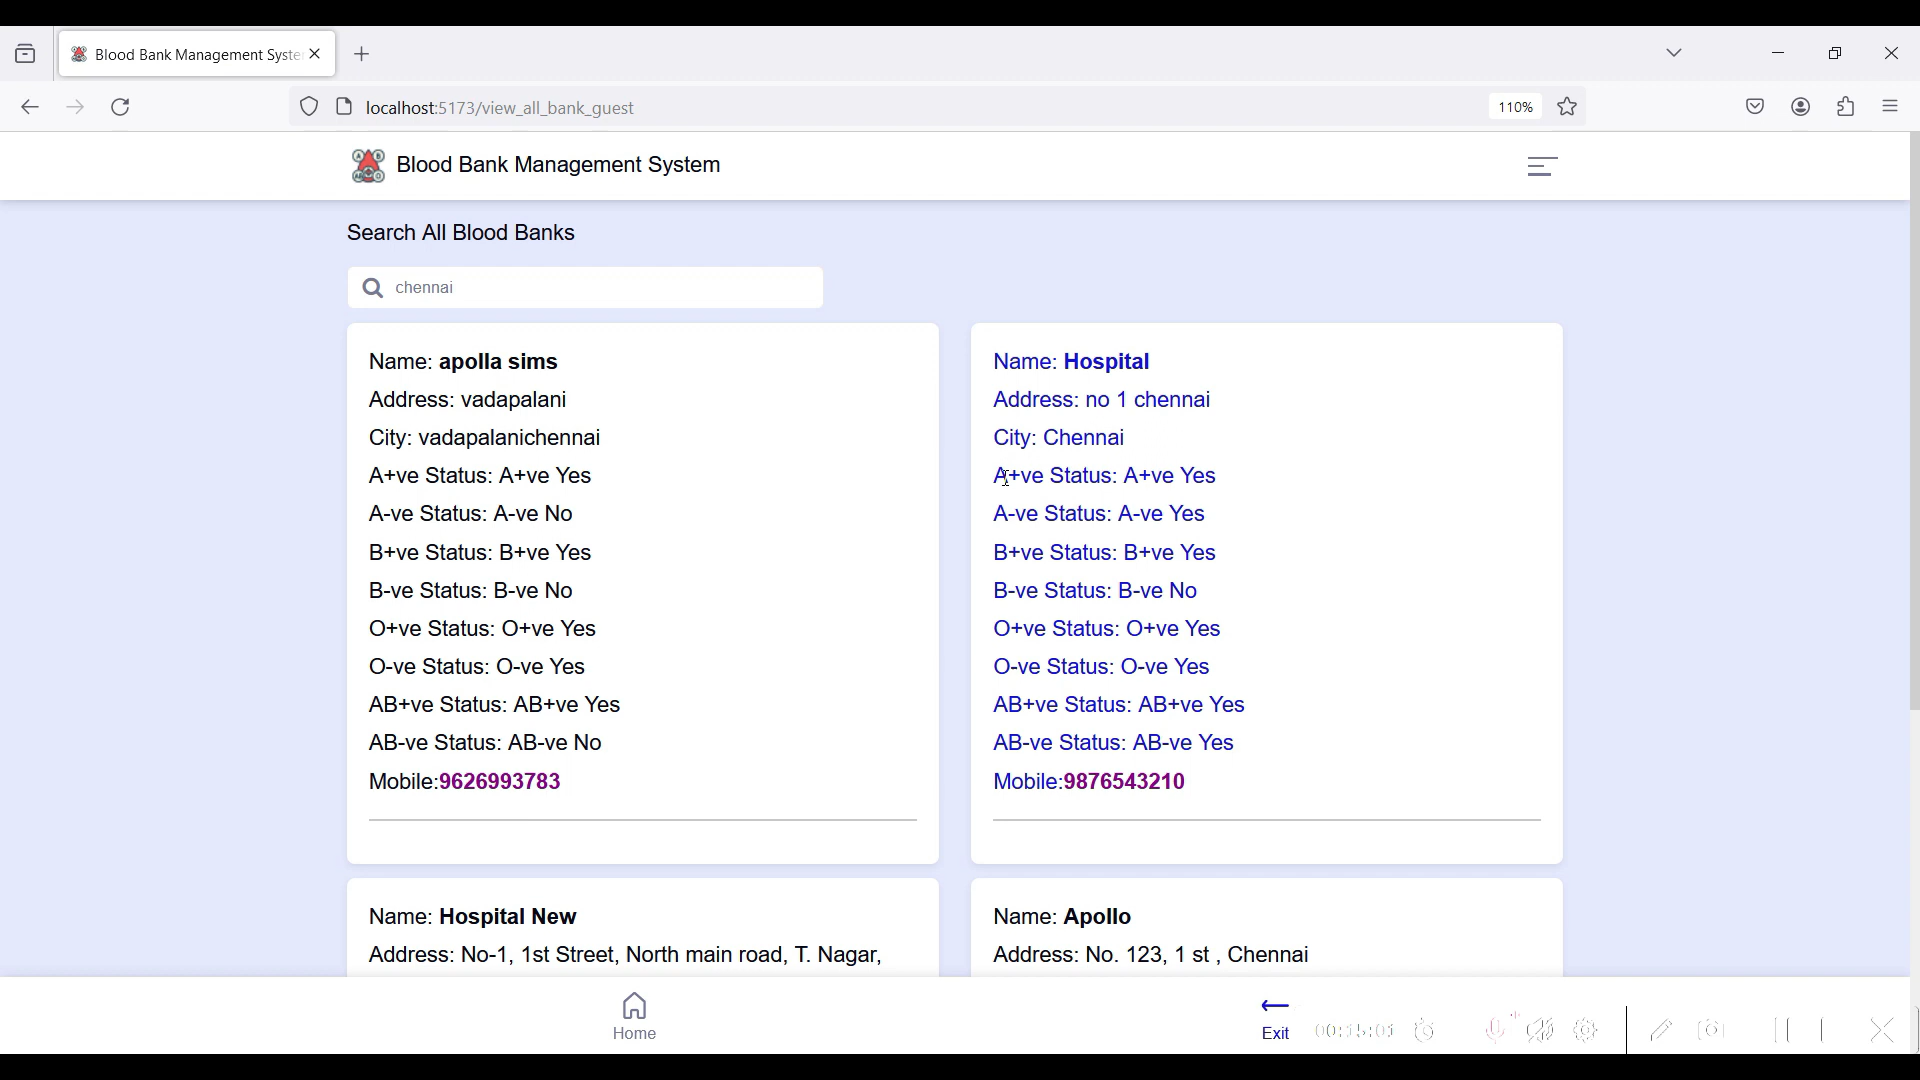 Blood Bank Management Syste
localhost:5173/view_all_bank_guest
110%
Blood Bank Management System
Search All Blood Banks
chennai
Name: apolla sims
Address: vadapalani
City: vadapalanichennai
A+ve Status: A+ve Yes
A-ve Status: A-ve No
B+ve Status: B+ve Yes
B-ve Status: B-ve No
O+ve Status: O+ve Yes
O-ve Status: O-ve Yes
AB+ve Status: AB+ve Yes
AB-ve Status: AB-ve No
Mobile:9626993783
Name: Hospital
Address: no 1 chennai
City: Chennai
A+ve Status: A+ve Yes
A-ve Status: A-ve Yes
B+ve Status: B+ve Yes
B-ve Status: B-ve No
O+ve Status: O+ve Yes
O-ve Status: O-ve Yes
AB+ve Status: AB+ve Yes
AB-ve Status: AB-ve Yes
Mobile:9876543210
Name: Hospital New
Address: No-1, 1st Street, North main road, T. Nagar,
Name: Apollo
Address: No. 123, 1 st , Chennai
Home
Exit
00:15:01